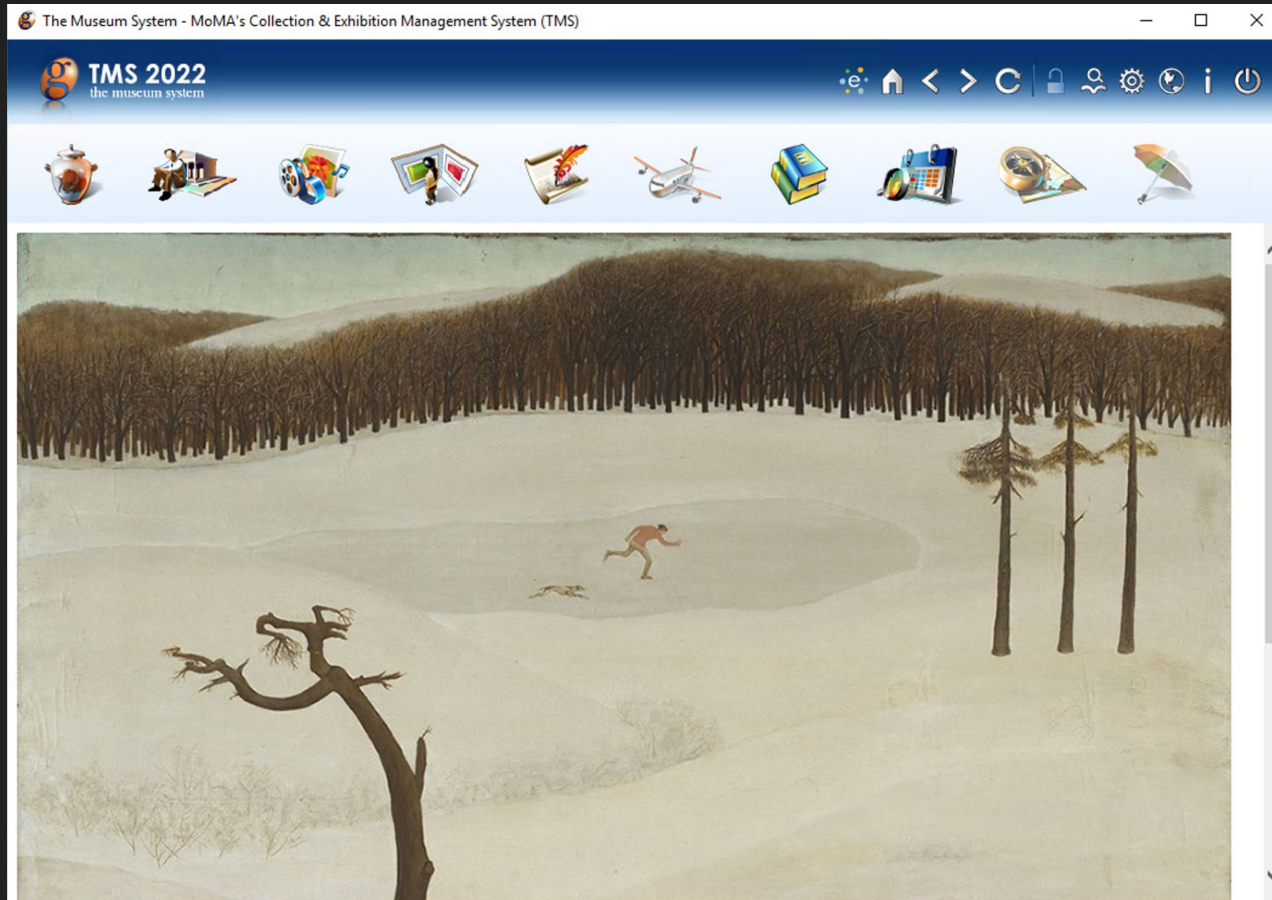 The Museum System - MoMA's Collection & Exhibition Management System (TMS)
TMS 2022
the museum system